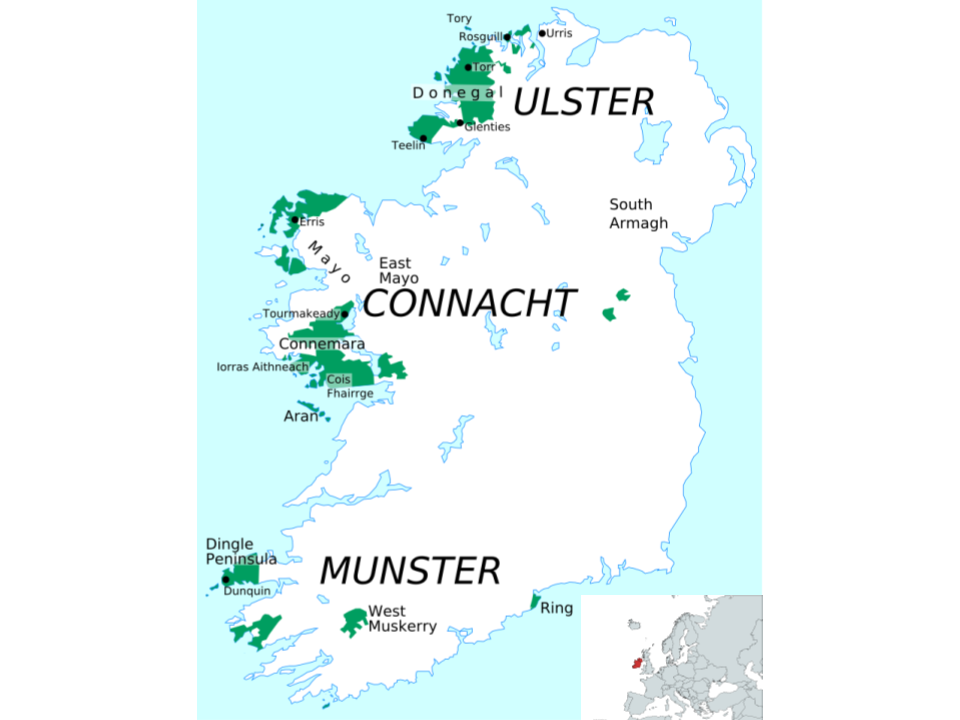 Tory
Rosguill
Urris
Torr
Donegal
ULSTER
Glenties
Teelin
South
Armagh
Erris
Mayo
East
Mayo
CONNACHT
Tourmakeady
Connemara
Iorras Aithneach
Cois
Fhairrge
Aran
Dingle
Peninsula
Dunquin
MUNSTER
West
Muskerry
Ring